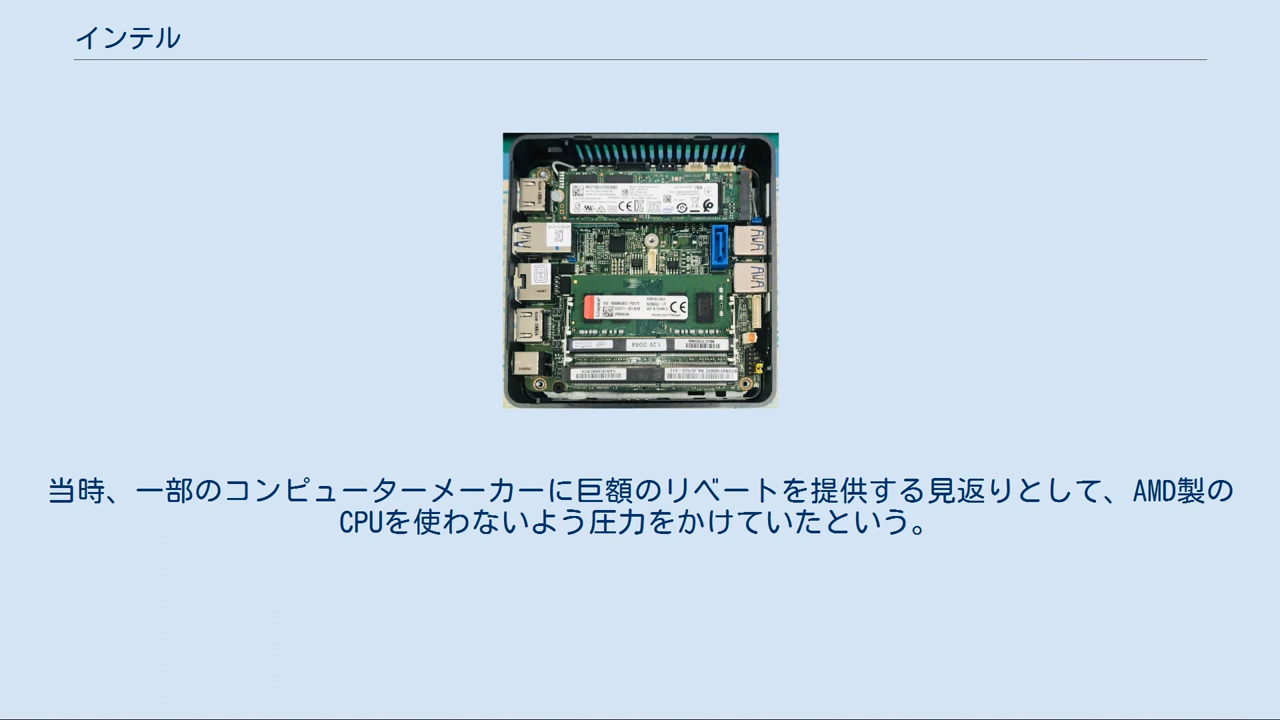 インテル
1.2V DDR4
当時、一部のコンピューターメーカーに巨額のリベートを提供する見返りとして、AMD製の
CPUを使わないよう圧力をかけていたという。